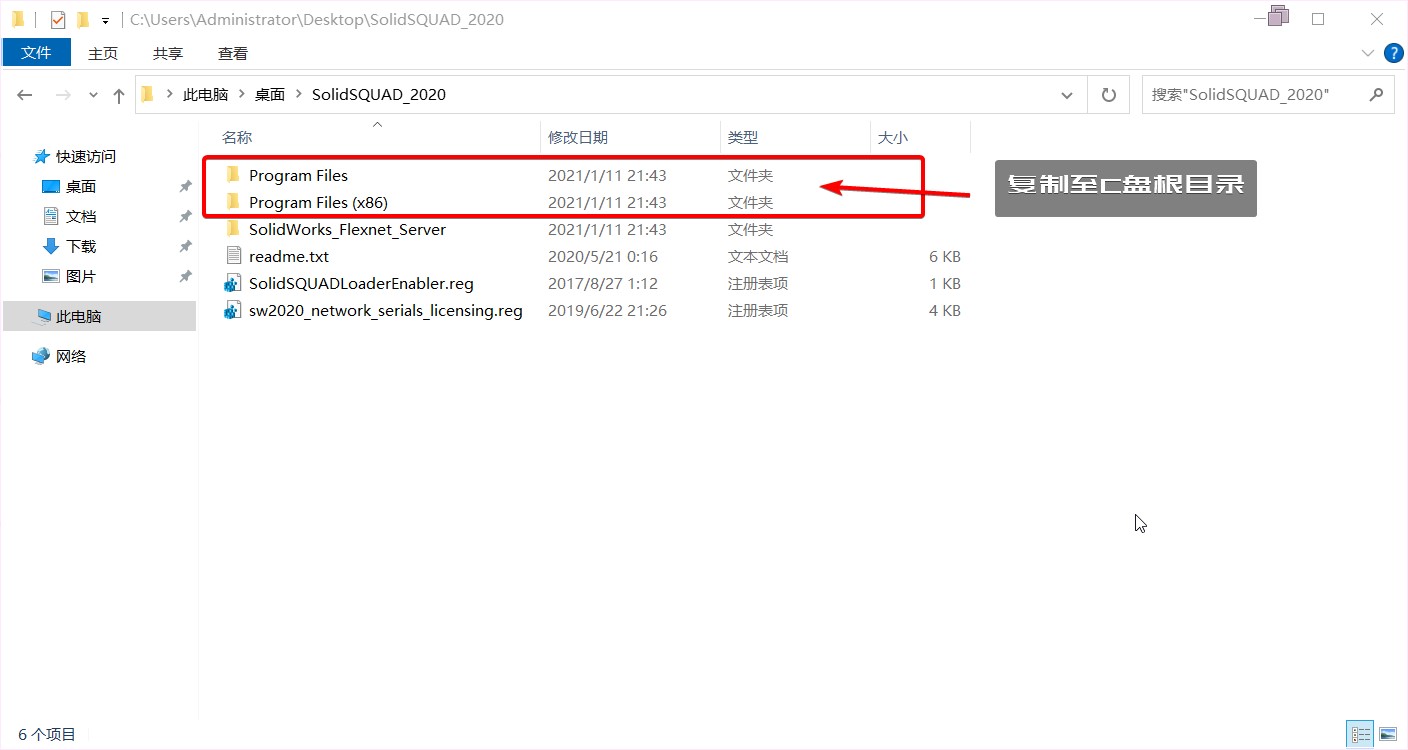 C:\Users\Administrator\Desktop\SolidSQUAD_2020
文件 主页 共享 查看
此电脑 桌面 SolidSQUAD_2020 搜索"SolidSQUAD_2020"
名称 修改日期 类型 大小
快速访问
桌面
文档
下载
图片
此电脑
网络
Program Files 2021/1/11 21:43 文件夹
Program Files (x86) 2021/1/11 21:43 文件夹
SolidWorks_Flexnet_Server 2021/1/11 21:43 文件夹
readme.txt 2020/5/21 0:16 文本文档 6 KB
SolidSQUADLoaderEnabler.reg 2017/8/27 1:12 注册表项 1 KB
sw2020_network_serials_licensing.reg 2019/6/22 21:26 注册表项 4 KB
复制至C盘根目录
6 个项目